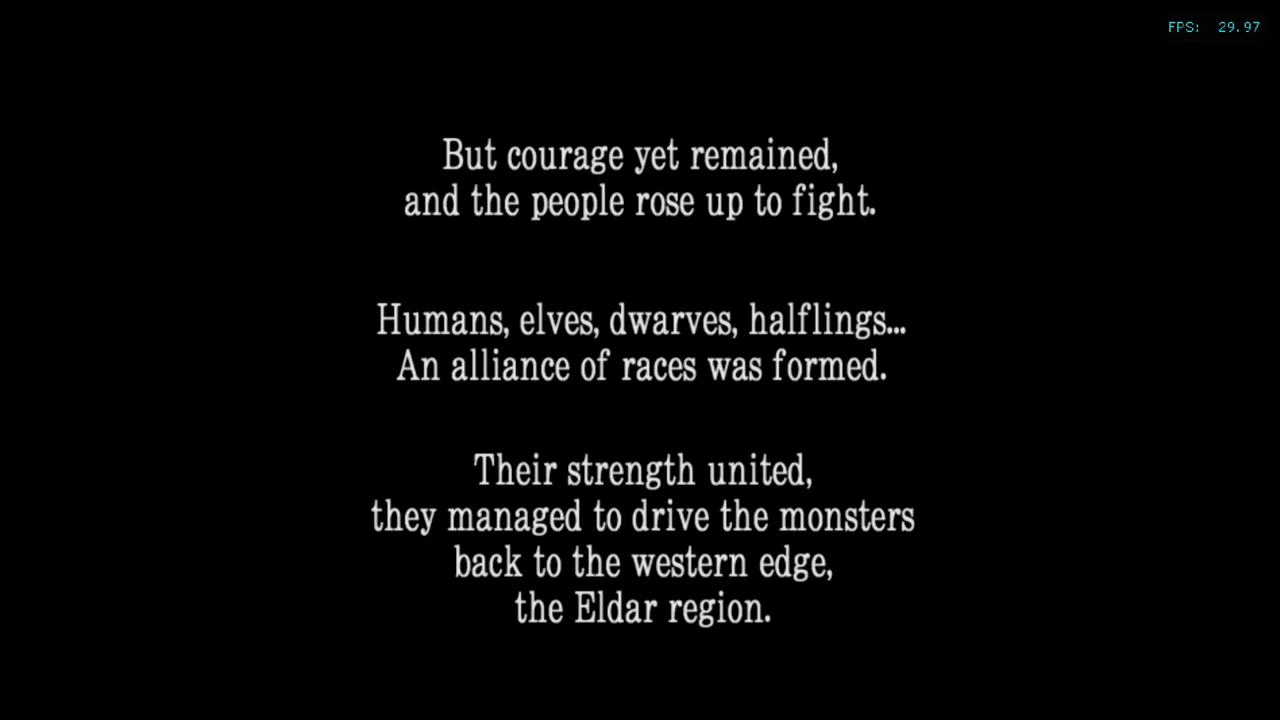 FPS: 29.97
But courage yet remained,
and the people rose up to fight.
Humans, elves, dwarves, halflings...
An alliance of races was formed.
Their strength united,
they managed to drive the monsters
back to the western edge,
the Eldar region.